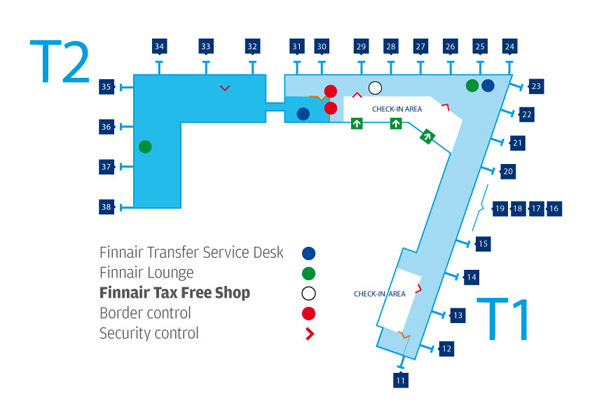 T2
34 33 32 31 30 29 28 27 26 25 24
35
23
CHECK-IN AREA
22
36
21
37
20
38
19 18 17 16
15
Finnair Transfer Service Desk
Finnair Lounge
14
Finnair Tax Free Shop
CHECK-IN AREA
Border control
13
T1
Security control
12
11